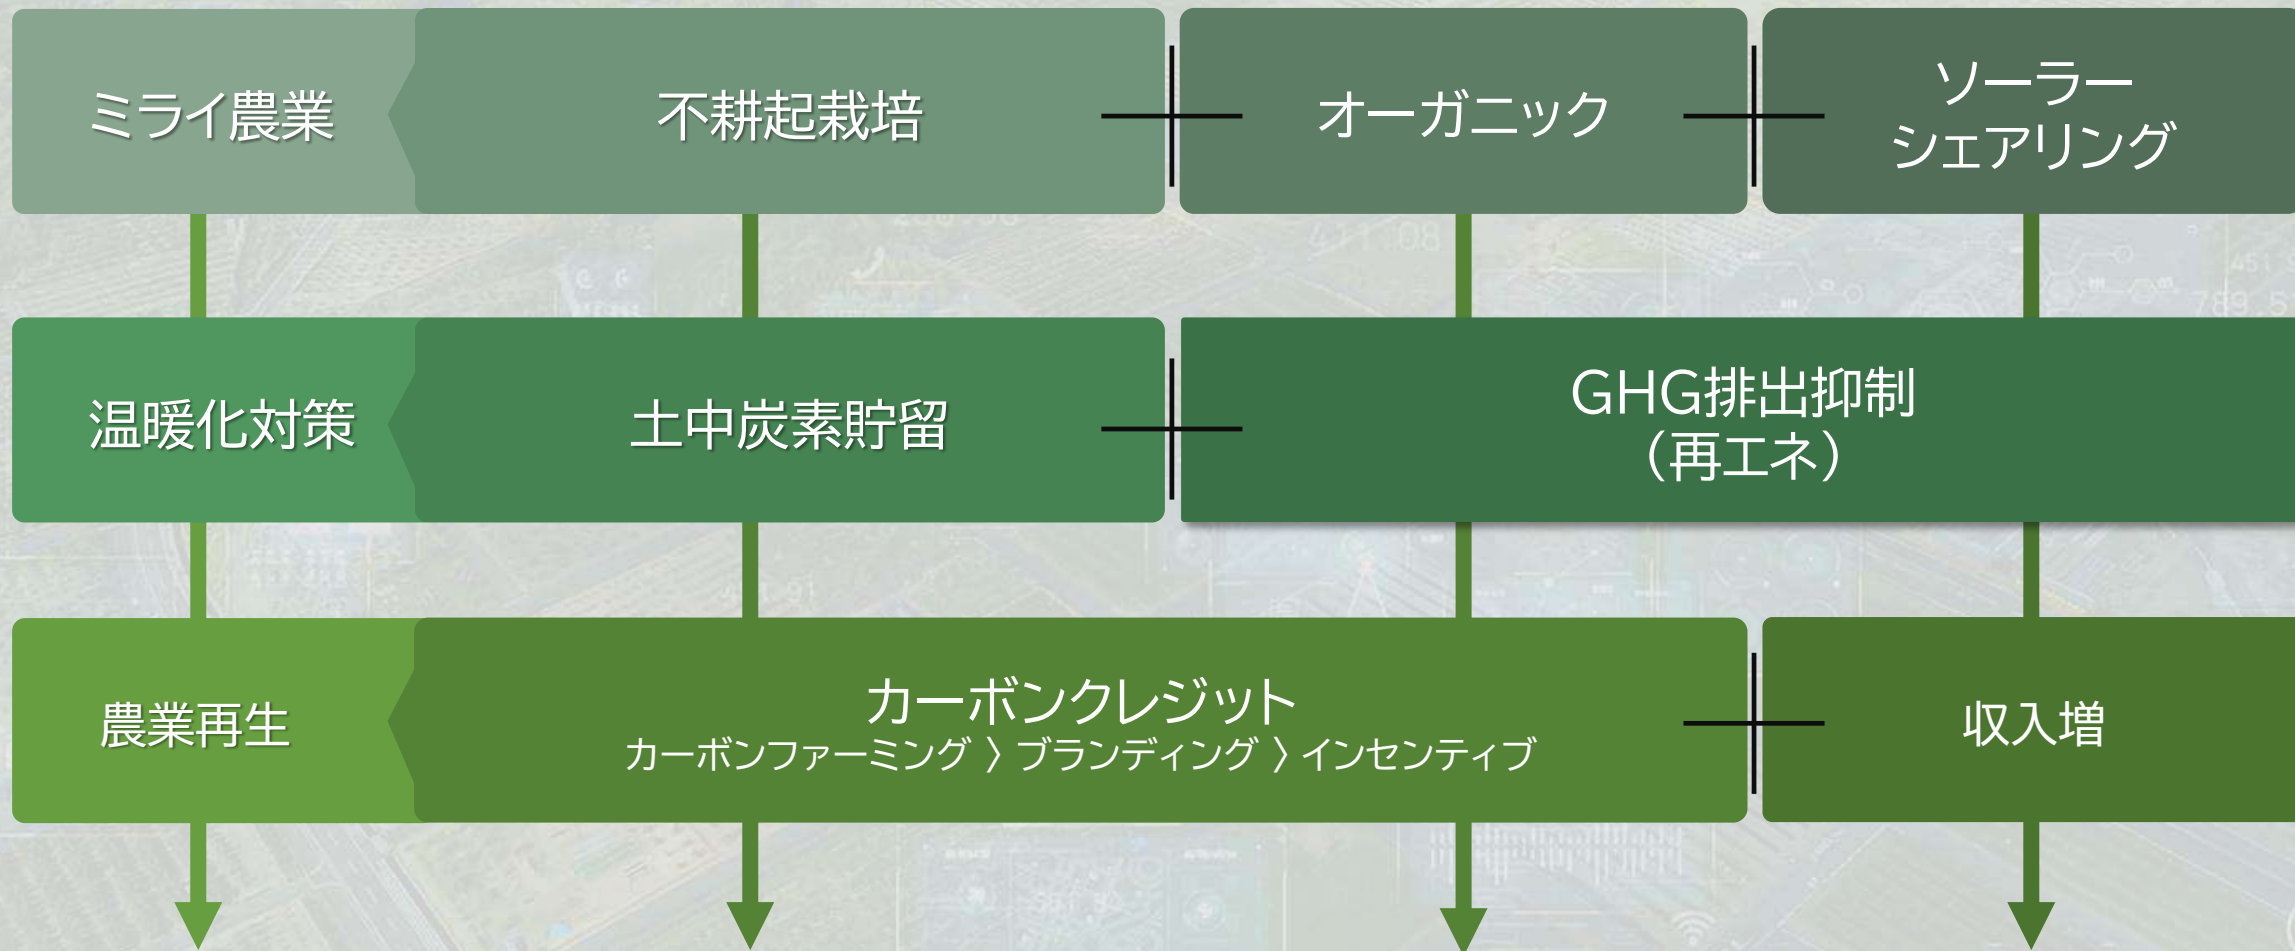 ミライ農業
不耕起栽培
オーガニック
ソーラー
シェアリング
温暖化対策
土中炭素貯留
GHG排出抑制
（再エネ）
農業再生
カーボンクレジット
カーボンファーミング 〉ブランディング 〉インセンティブ
収入増
411 08
789.5